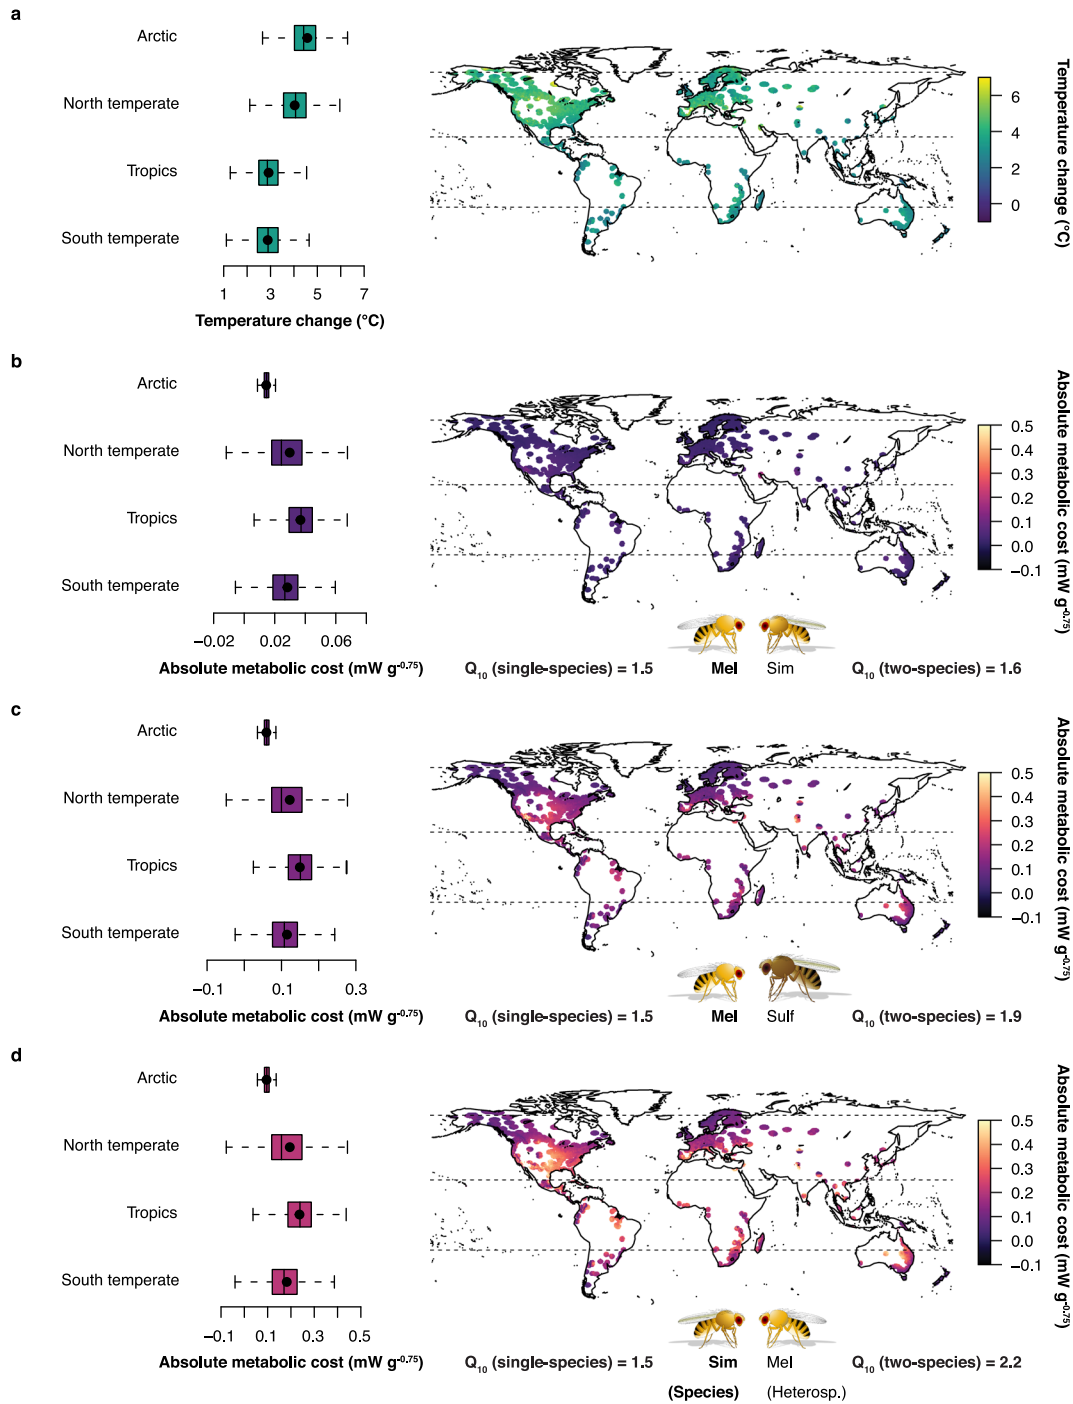 a
Arctic
North temperate
Tropics
South temperate
1 3 5 7
Temperature change (°C)
6
4
2
0
Temperature change (°C)
b
Arctic
North temperate
Tropics
South temperate
−0.02 0.02 0.06
Absolute metabolic cost (mW g-0.75)
0.5
0.4
0.3
0.2
0.1
0.0
−0.1
Absolute metabolic cost (mW g-0.75)
Q10 (single-species) = 1.5 Mel Sim Q10 (two-species) = 1.6
c
Arctic
North temperate
Tropics
South temperate
−0.1 0.1 0.3
Absolute metabolic cost (mW g-0.75)
0.5
0.4
0.3
0.2
0.1
0.0
−0.1
Absolute metabolic cost (mW g-0.75)
Q10 (single-species) = 1.5 Mel Sulf Q10 (two-species) = 1.9
d
Arctic
North temperate
Tropics
South temperate
−0.1 0.1 0.3 0.5
Absolute metabolic cost (mW g-0.75)
0.5
0.4
0.3
0.2
0.1
0.0
−0.1
Absolute metabolic cost (mW g-0.75)
Q10 (single-species) = 1.5 Sim Mel Q10 (two-species) = 2.2
(Species) (Heterosp.)